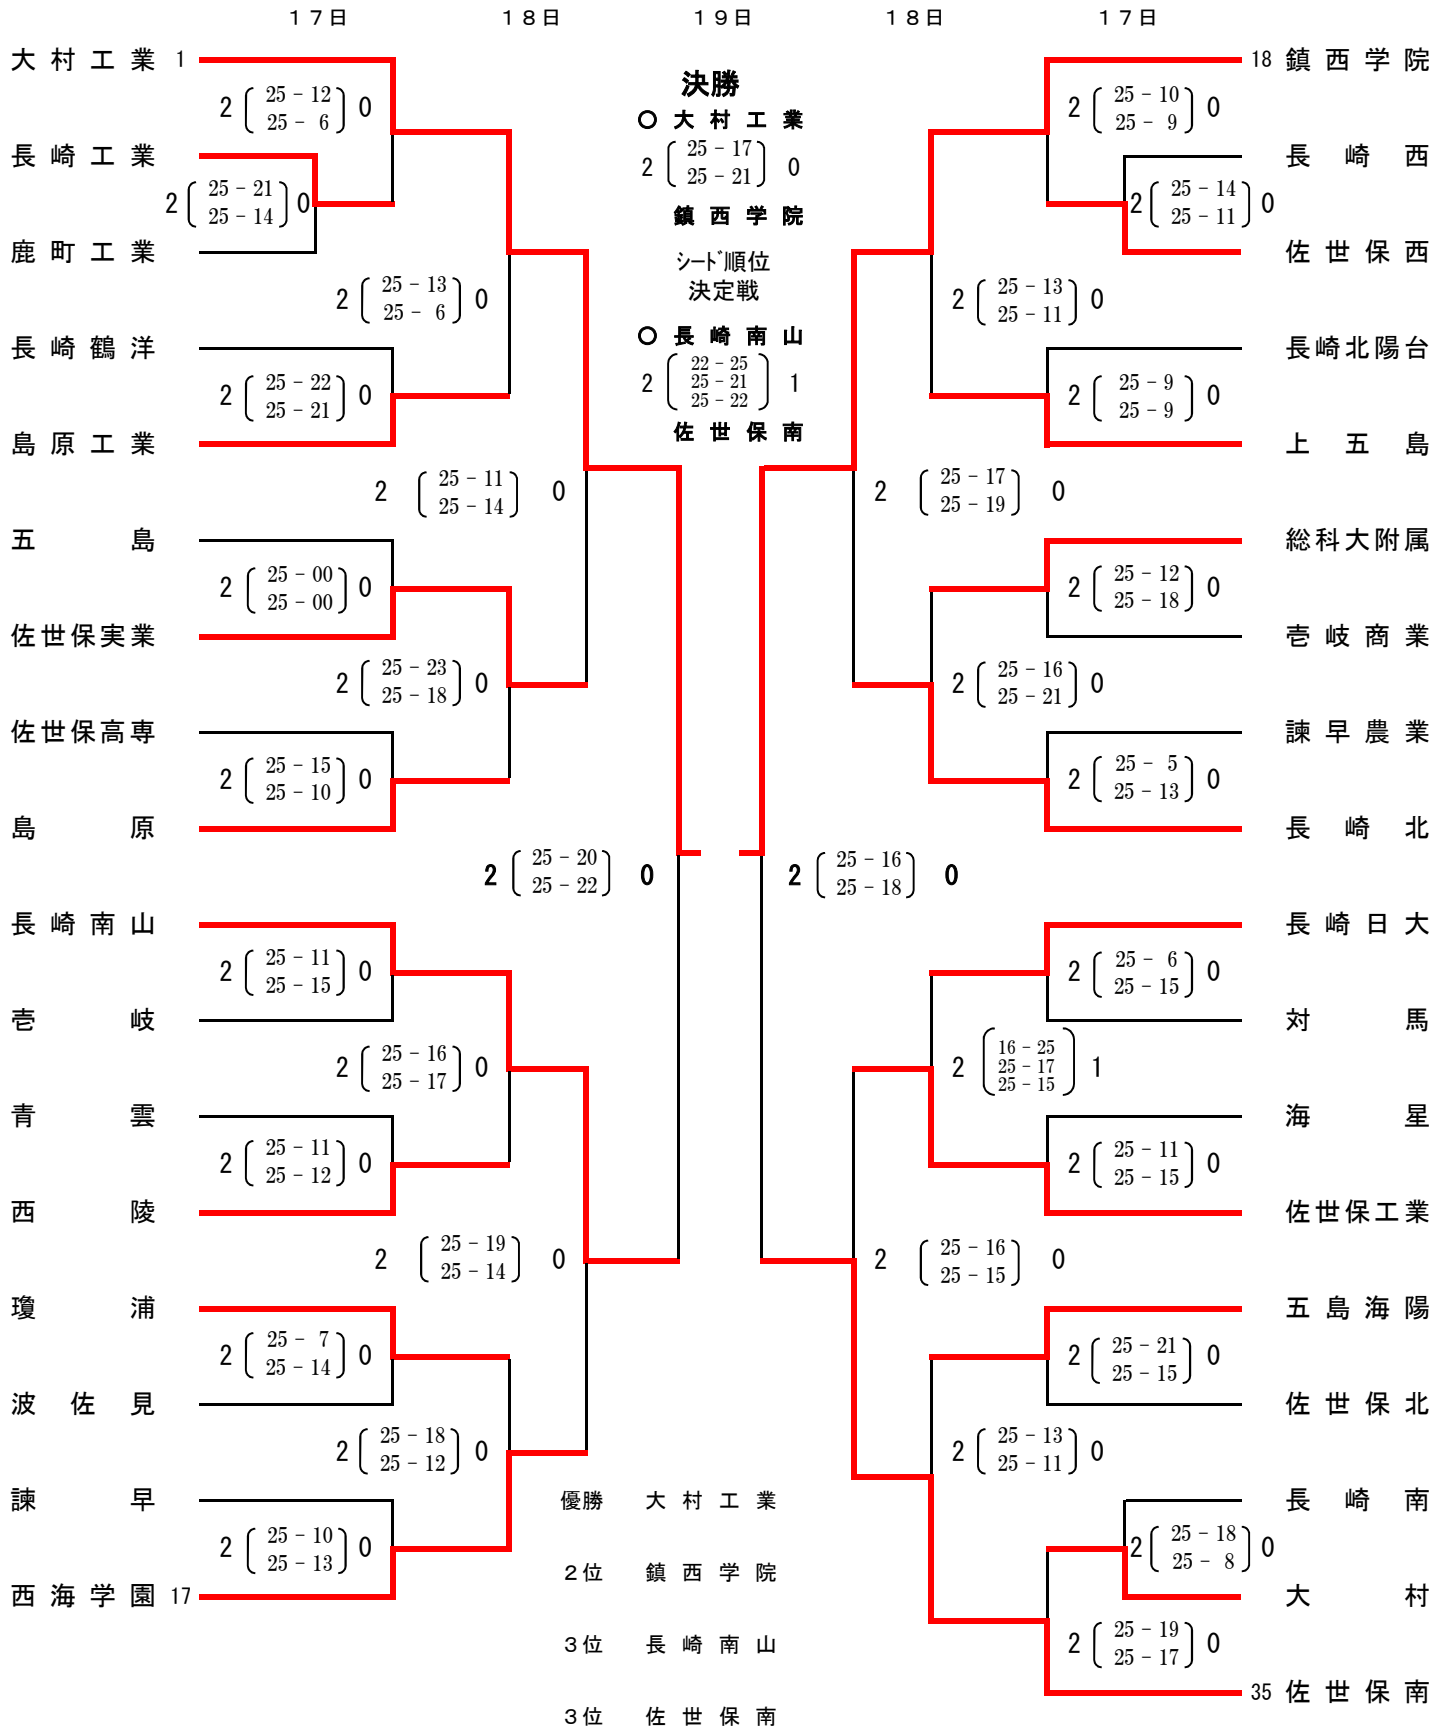 17日 18日 19日 18日 17日
大村工業 1
2 25－12 0
25－ 6
長崎工業
2 25－21 0
25－14
鹿町工業
2 25－13 0
25－ 6
長崎鶴洋
2 25－22 0
25－21
島原工業
2 25－11 0
25－14
五島
2 25－00 0
25－00
佐世保実業
2 25－23 0
25－18
佐世保高専
2 25－15 0
25－10
島原
2 25－20 0
25－22
長崎南山
2 25－11 0
25－15
壱岐
2 25－16 0
25－17
青雲
2 25－11 0
25－12
西陵
2 25－19 0
25－14
瓊浦
2 25－ 7 0
25－14
波佐見
2 25－18 0
25－12
諫早
2 25－10 0
25－13
西海学園 17
決勝
○ 大村工業
2 25－17 0
25－21
鎮西学院
シード順位
決定戦
○ 長崎南山
2 22－25 1
25－21
25－22
佐世保南
18 鎮西学院
2 25－10 0
25－ 9
長崎西
2 25－14 0
25－11
佐世保西
2 25－13 0
25－11
長崎北陽台
2 25－9 0
25－9
上五島
2 25－17 0
25－19
総科大附属
2 25－12 0
25－18
壱岐商業
2 25－16 0
25－21
諫早農業
2 25－ 5 0
25－13
長崎北
2 25－16 0
25－18
長崎日大
2 25－ 6 0
25－15
対馬
2 16－25 1
25－17
25－15
海星
2 25－11 0
25－15
佐世保工業
2 25－16 0
25－15
五島海陽
2 25－21 0
25－15
佐世保北
2 25－13 0
25－11
長崎南
2 25－18 0
25－ 8
大村
2 25－19 0
25－17
35 佐世保南
優勝 大村工業
2位 鎮西学院
3位 長崎南山
3位 佐世保南